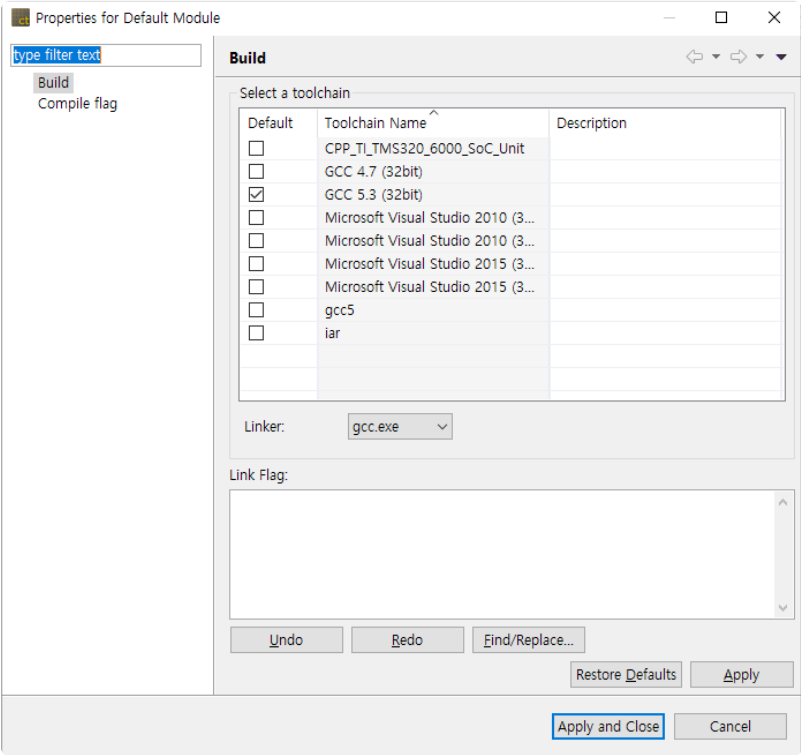 ct Properties for Default Module
type filter text
Build
Compile flag
Build
Select a toolchain
Default Toolchain Name Description
CPP_TI_TMS320_6000_SoC_Unit
GCC 4.7 (32bit)
GCC 5.3 (32bit)
Microsoft Visual Studio 2010 (3...
Microsoft Visual Studio 2010 (3...
Microsoft Visual Studio 2015 (3...
Microsoft Visual Studio 2015 (3...
gcc5
iar
Linker: gcc.exe
Link Flag:
Undo Redo Find/Replace...
Restore Defaults Apply
Apply and Close Cancel